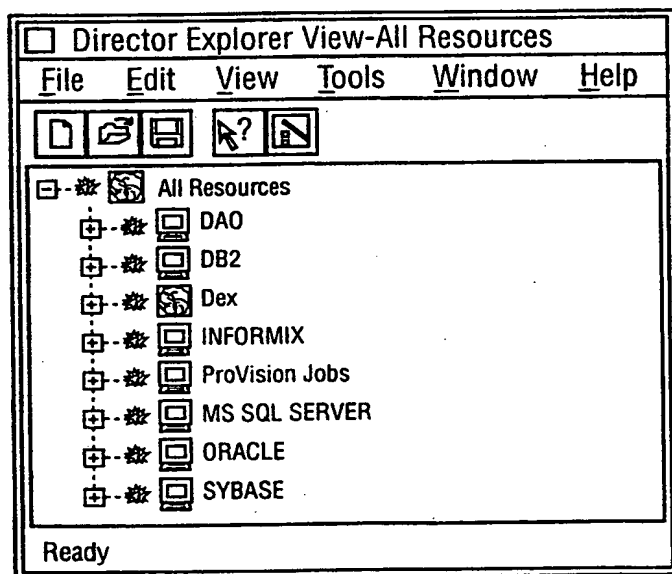 Director Explorer View-All Resources
File Edit View Tools Window Help
?
All Resources
DAO
DB2
Dex
INFORMIX
ProVision Jobs
MS SQL SERVER
ORACLE
SYBASE
Ready